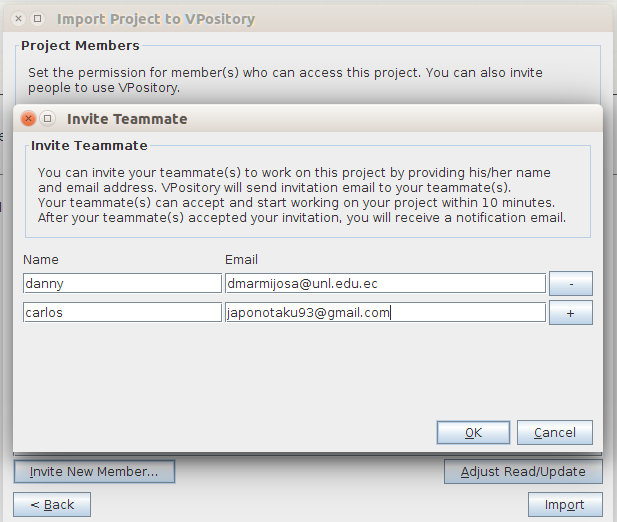 Import Project to VPository
Project Members
Set the permission for member(s) who can access this project. You can also invite
people to use VPository.
Invite Teammate
Invite Teammate
You can invite your teammate(s) to work on this project by providing his/her name
and email address. VPository will send invitation email to your teammate(s).
Your teammate(s) can accept and start working on your project within 10 minutes.
After your teammate(s) accepted your invitation, you will receive a notification email.
Name Email
danny dmarmijosa@unl.edu.ec -
carlos japonotaku93@gmail.com +
OK Cancel
Invite New Member... Adjust Read/Update
< Back Import